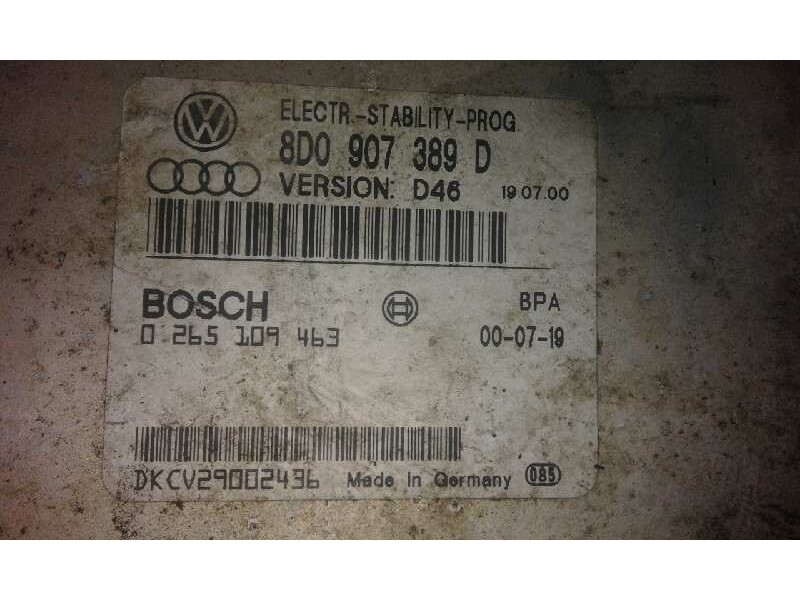 ELECTR.-STABILITY-PROG.
8D0 907 389 D
VERSION: D46 19 07.00
BOSCH BPA
0 265 109 463 00-07-19
DKCV29002436 Made In Germany 085